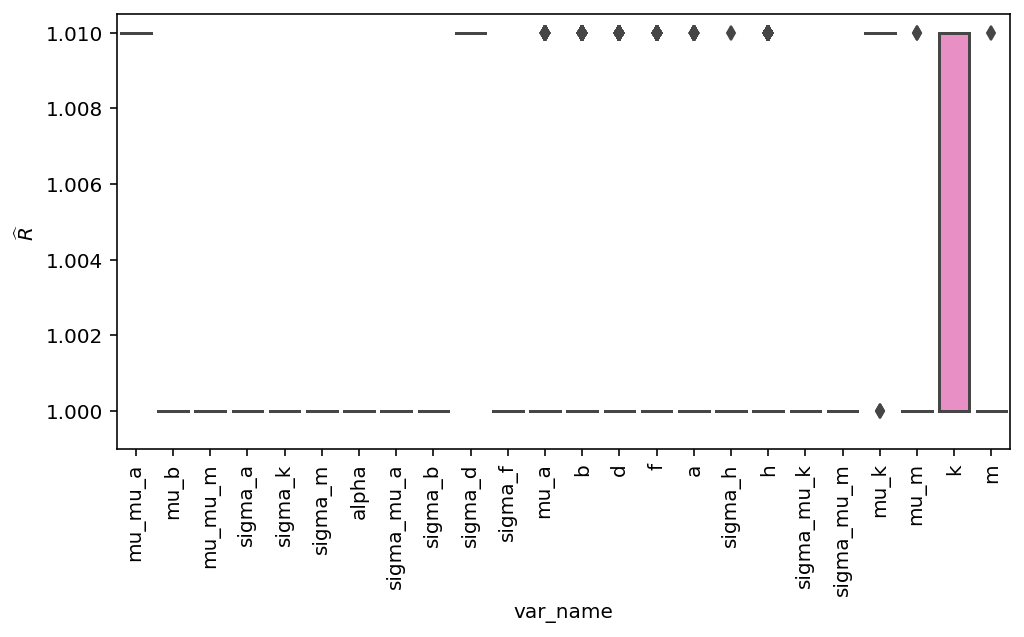 1.010
1.008
1.006
1.004
1.002
1.000
R̂
mu_mu_a
mu_b
mu_mu_m
sigma_a
sigma_k
sigma_m
alpha
sigma_mu_a
sigma_b
sigma_d
sigma_f
mu_a
b
d
f
a
sigma_h
h
sigma_mu_k
sigma_mu_m
mu_k
mu_m
k
m
var_name